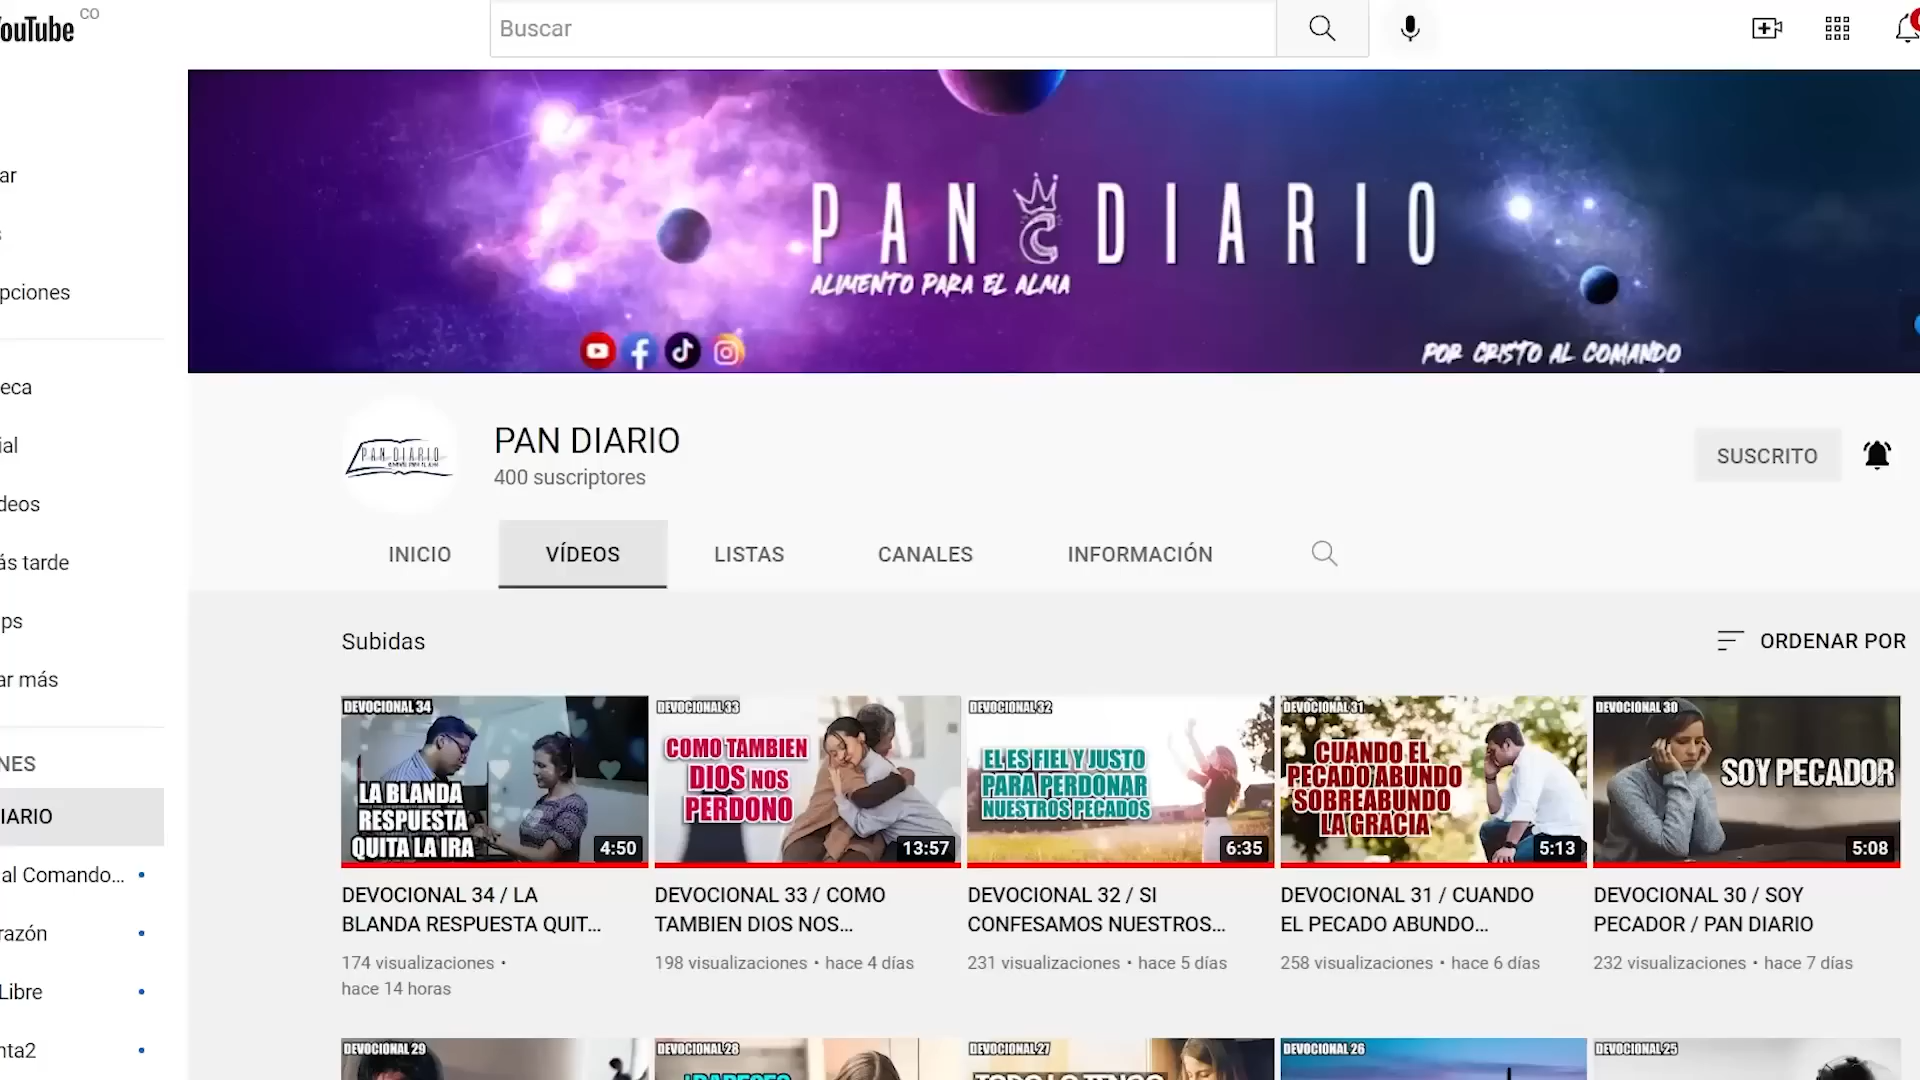 CO
YouTube
Buscar
PAN DIARIO
ALIMENTO PARA EL ALMA
POR CRISTO AL COMANDO
ar
s
pciones
eca
ial
deos
ás tarde
ps
ar más
NES
IARIO
al Comando...
razón
Libre
nta2
PAN DIARIO
PAN DIARIO
400 suscriptores
SUSCRITO
INICIO
VÍDEOS
LISTAS
CANALES
INFORMACIÓN
Subidas
ORDENAR POR
DEVOCIONAL 34
LA BLANDA
RESPUESTA
QUITA LA IRA
4:50
DEVOCIONAL 34 / LA
BLANDA RESPUESTA QUIT...
174 visualizaciones •
hace 14 horas
DEVOCIONAL 33
COMO TAMBIEN
DIOS NOS
PERDONO
13:57
DEVOCIONAL 33 / COMO
TAMBIEN DIOS NOS...
198 visualizaciones • hace 4 días
DEVOCIONAL 32
EL ES FIEL Y JUSTO
PARA PERDONAR
NUESTROS PECADOS
6:35
DEVOCIONAL 32 / SI
CONFESAMOS NUESTROS...
231 visualizaciones • hace 5 días
DEVOCIONAL 31
CUANDO EL
PECADO ABUNDO
SOBREABUNDO
LA GRACIA
5:13
DEVOCIONAL 31 / CUANDO
EL PECADO ABUNDO...
258 visualizaciones • hace 6 días
DEVOCIONAL 30
SOY PECADOR
5:08
DEVOCIONAL 30 / SOY
PECADOR / PAN DIARIO
232 visualizaciones • hace 7 días
DEVOCIONAL 29
DEVOCIONAL 28
DEVOCIONAL 27
TODO LO TENGO
DEVOCIONAL 26
DEVOCIONAL 25